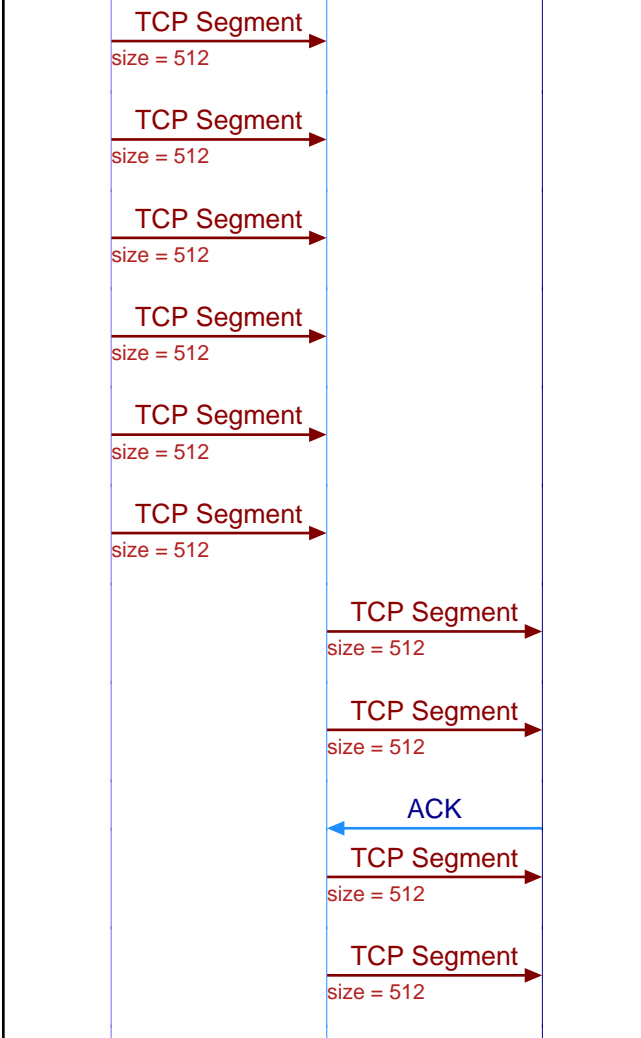 TCP Segment
size = 512
TCP Segment
size = 512
TCP Segment
size = 512
TCP Segment
size = 512
TCP Segment
size = 512
TCP Segment
size = 512
TCP Segment
size = 512
TCP Segment
size = 512
ACK
TCP Segment
size = 512
TCP Segment
size = 512